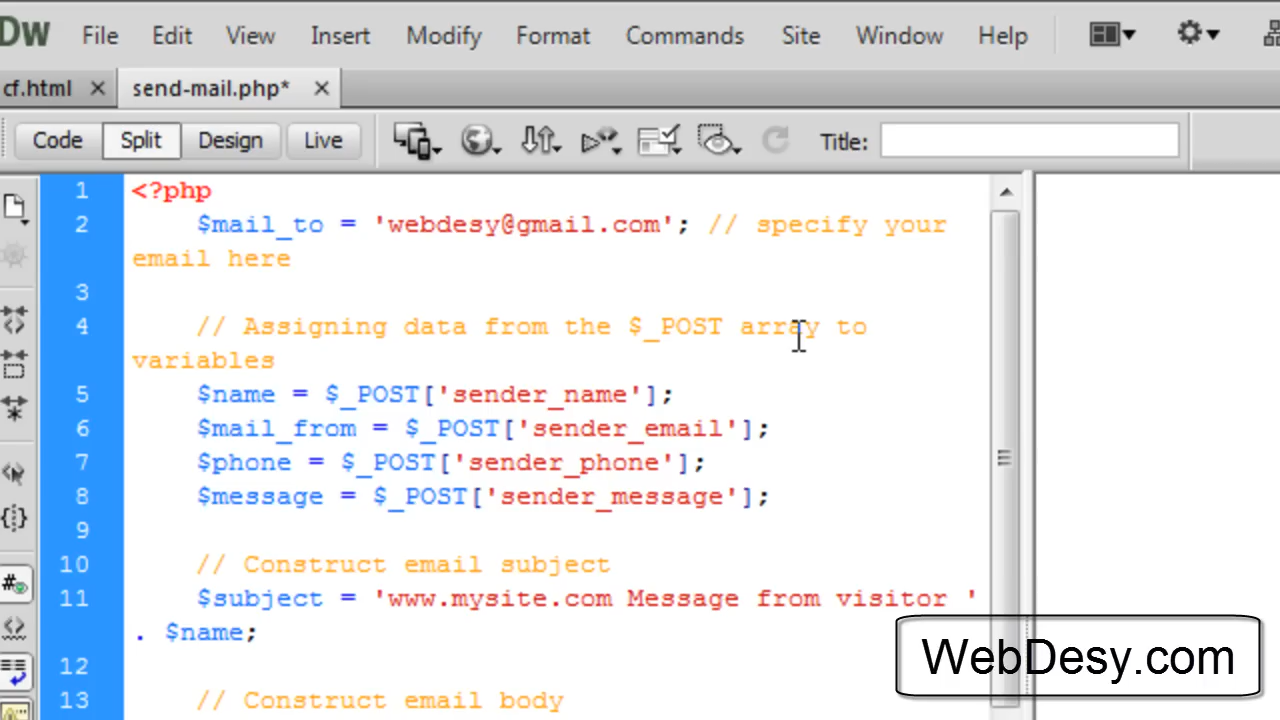 Dw File Edit View Insert Modify Format Commands Site Window Help
cf.html send-mail.php*
Code Split Design Live Title:
1 <?php
2 $mail_to = 'webdesy@gmail.com'; // specify your
email here
3
4 // Assigning data from the $_POST array to
variables
5 $name = $_POST['sender_name'];
6 $mail_from = $_POST['sender_email'];
7 $phone = $_POST['sender_phone'];
8 $message = $_POST['sender_message'];
9
10 // Construct email subject
11 $subject = 'www.mysite.com Message from visitor '
. $name;
12
13 // Construct email body
WebDesy.com